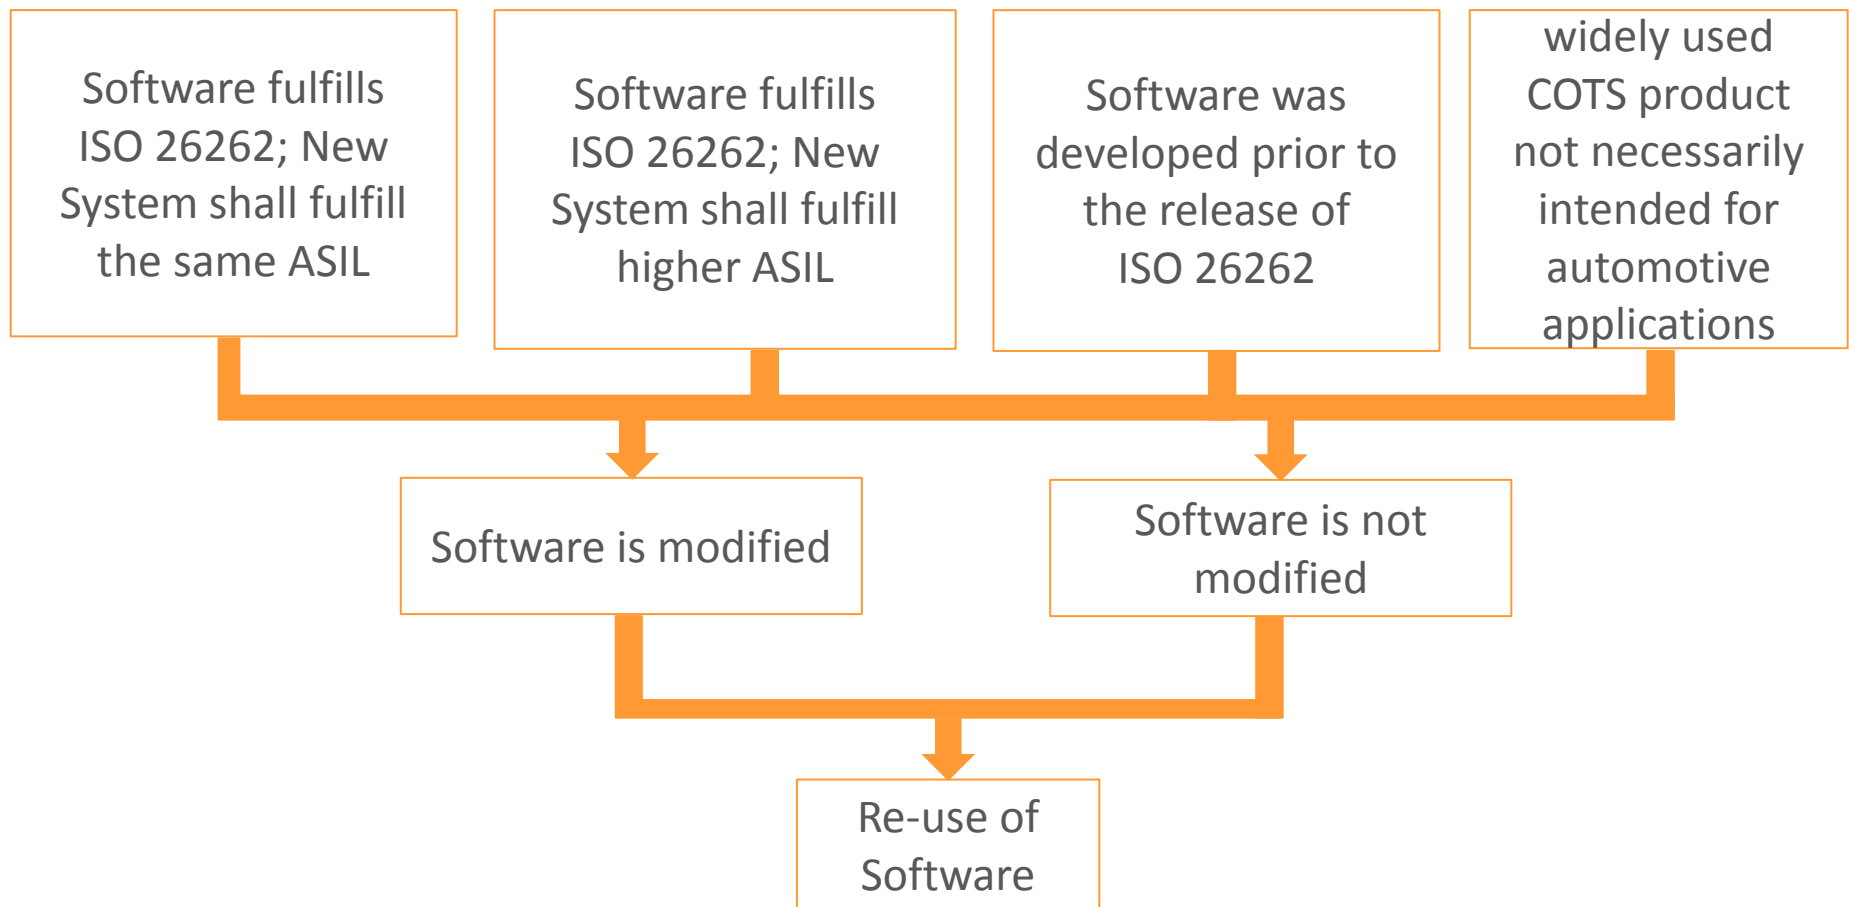 Software fulfills
ISO 26262; New
System shall fulfill
the same ASIL
Software fulfills
ISO 26262; New
System shall fulfill
higher ASIL
Software was
developed prior to
the release of
ISO 26262
widely used
COTS product
not necessarily
intended for
automotive
applications
Software is modified
Software is not
modified
Re-use of
Software